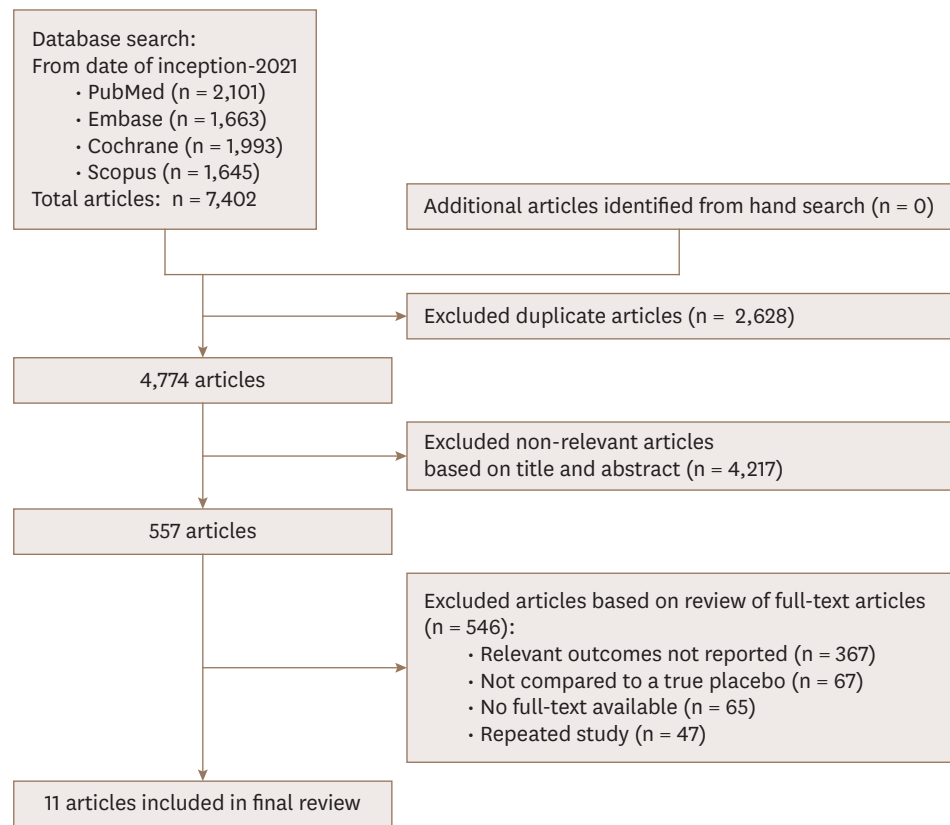 Database search:
From date of inception-2021
· PubMed (n = 2,101)
· Embase (n = 1,663)
· Cochrane (n = 1,993)
· Scopus (n = 1,645)
Total articles: n = 7,402
Additional articles identified from hand search (n = 0)
Excluded duplicate articles (n = 2,628)
4,774 articles
Excluded non-relevant articles
based on title and abstract (n = 4,217)
557 articles
Excluded articles based on review of full-text articles
(n = 546):
· Relevant outcomes not reported (n = 367)
· Not compared to a true placebo (n = 67)
· No full-text available (n = 65)
· Repeated study (n = 47)
11 articles included in final review